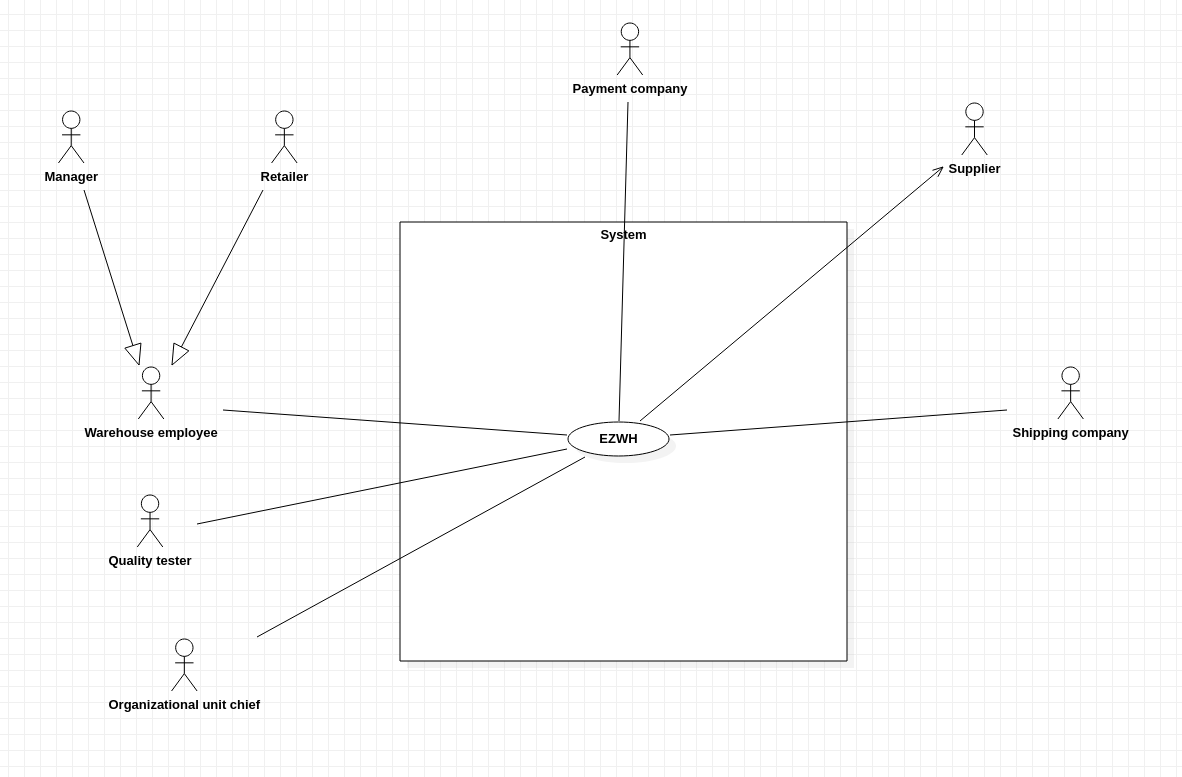 Payment company
Supplier
Manager
Retailer
System
Warehouse employee
EZWH
Shipping company
Quality tester
Organizational unit chief